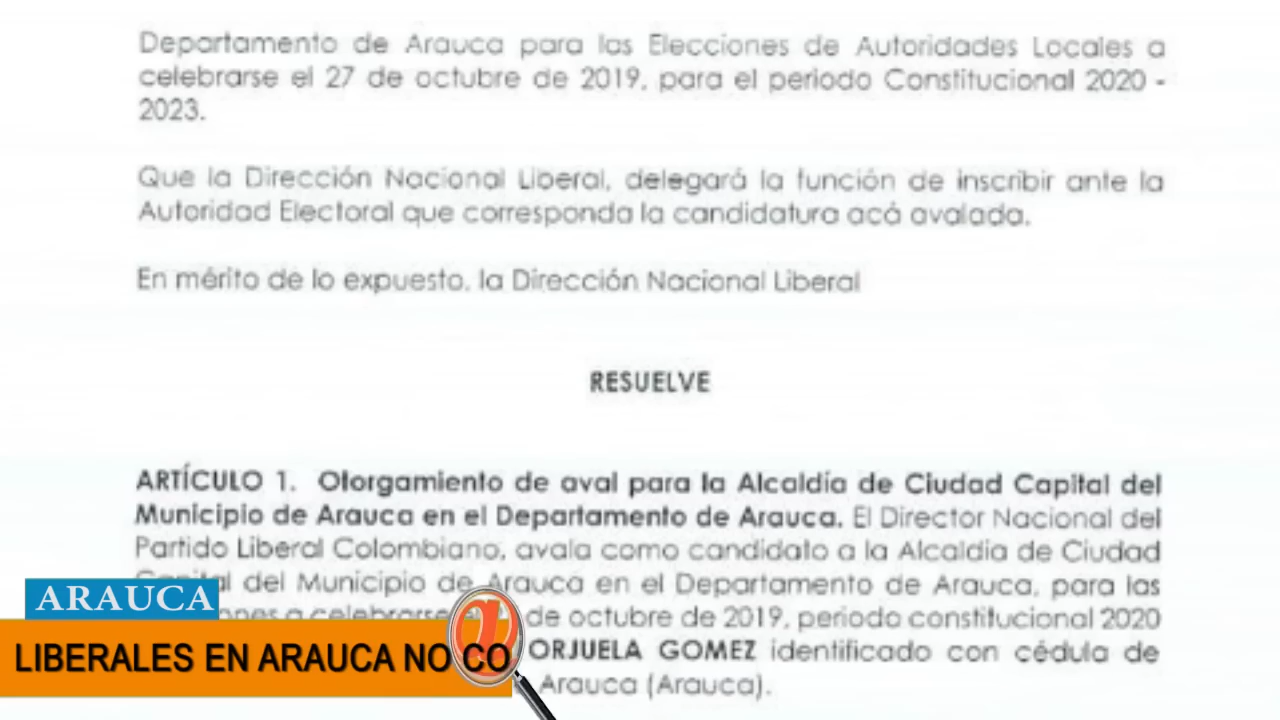 Departamento de Arauca para las Elecciones de Autoridades Locales a
celebrarse el 27 de octubre de 2019, para el periodo Constitucional 2020 -
2023.
Que la Dirección Nacional Liberal, delegará la función de inscribir ante la
Autoridad Electoral que corresponda la candidatura acá avalada.
En mérito de lo expuesto, la Dirección Nacional Liberal
RESUELVE
ARTÍCULO 1. Otorgamiento de aval para la Alcaldía de Ciudad Capital del
Municipio de Arauca en el Departamento de Arauca. El Director Nacional del
Partido Liberal Colombiano, avala como candidato a la Alcaldía de Ciudad
Capital del Municipio de Arauca en el Departamento de Arauca, para las
a celebrarse de octubre de 2019, periodo constitucional 2020
ORJUELA GOMEZ identificado con cédula de
Arauca (Arauca).
ARAUCA
LIBERALES EN ARAUCA NO CO
@